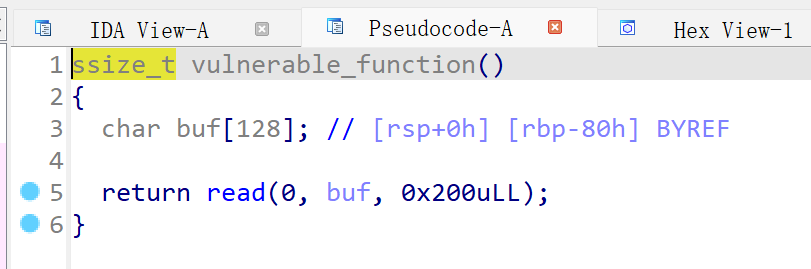 IDA View-A Pseudocode-A Hex View-1
1 ssize_t vulnerable_function()
2 {
3 char buf[128]; // [rsp+0h] [rbp-80h] BYREF
4
5 return read(0, buf, 0x200uLL);
6 }